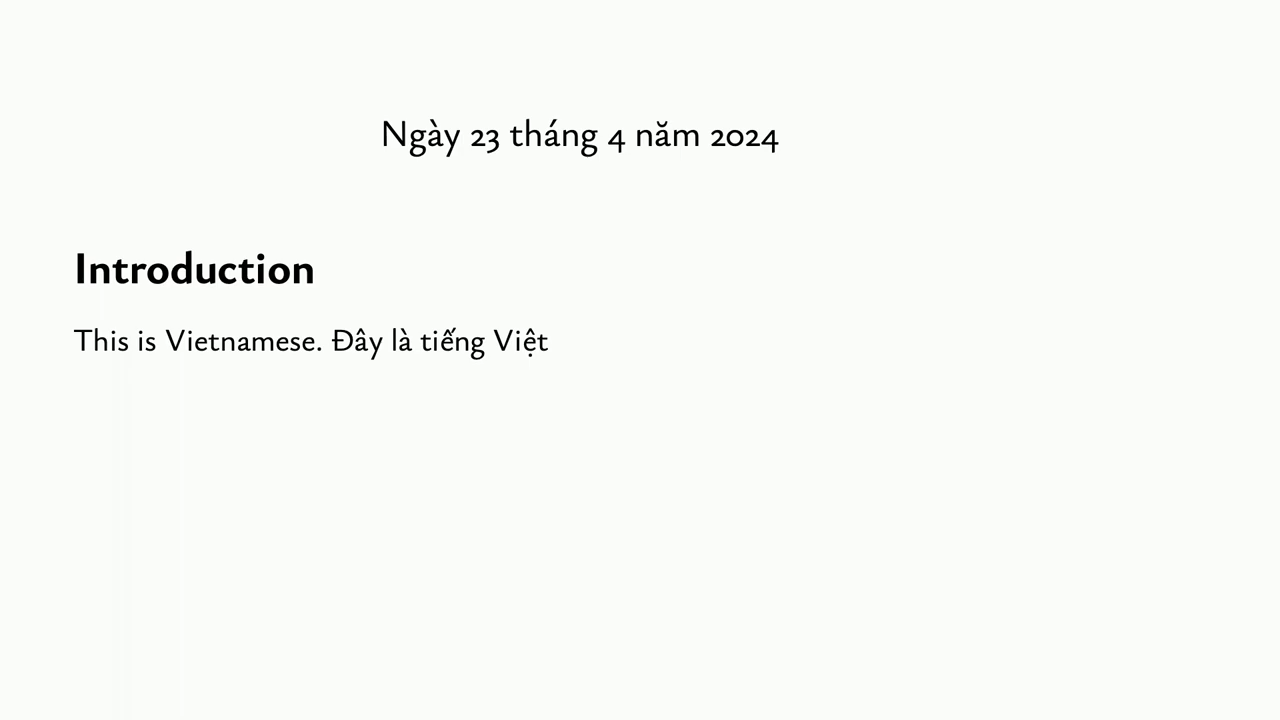 Ngày 23 tháng 4 năm 2024
Introduction
This is Vietnamese. Đây là tiếng Việt